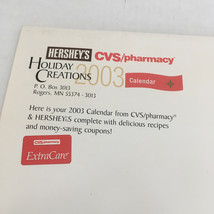 HERSHEY'S CVS/pharmacy
HOLIDAY 2003 Calendar
CREATIONS
P. O. Box 3013
Rogers, MN 55374 - 3013
Here is your 2003 Calendar from CVS/pharmacy
& HERSHEY'S complete with delicious recipes
and money-saving coupons!
CVS/pharmacy
ExtraCare